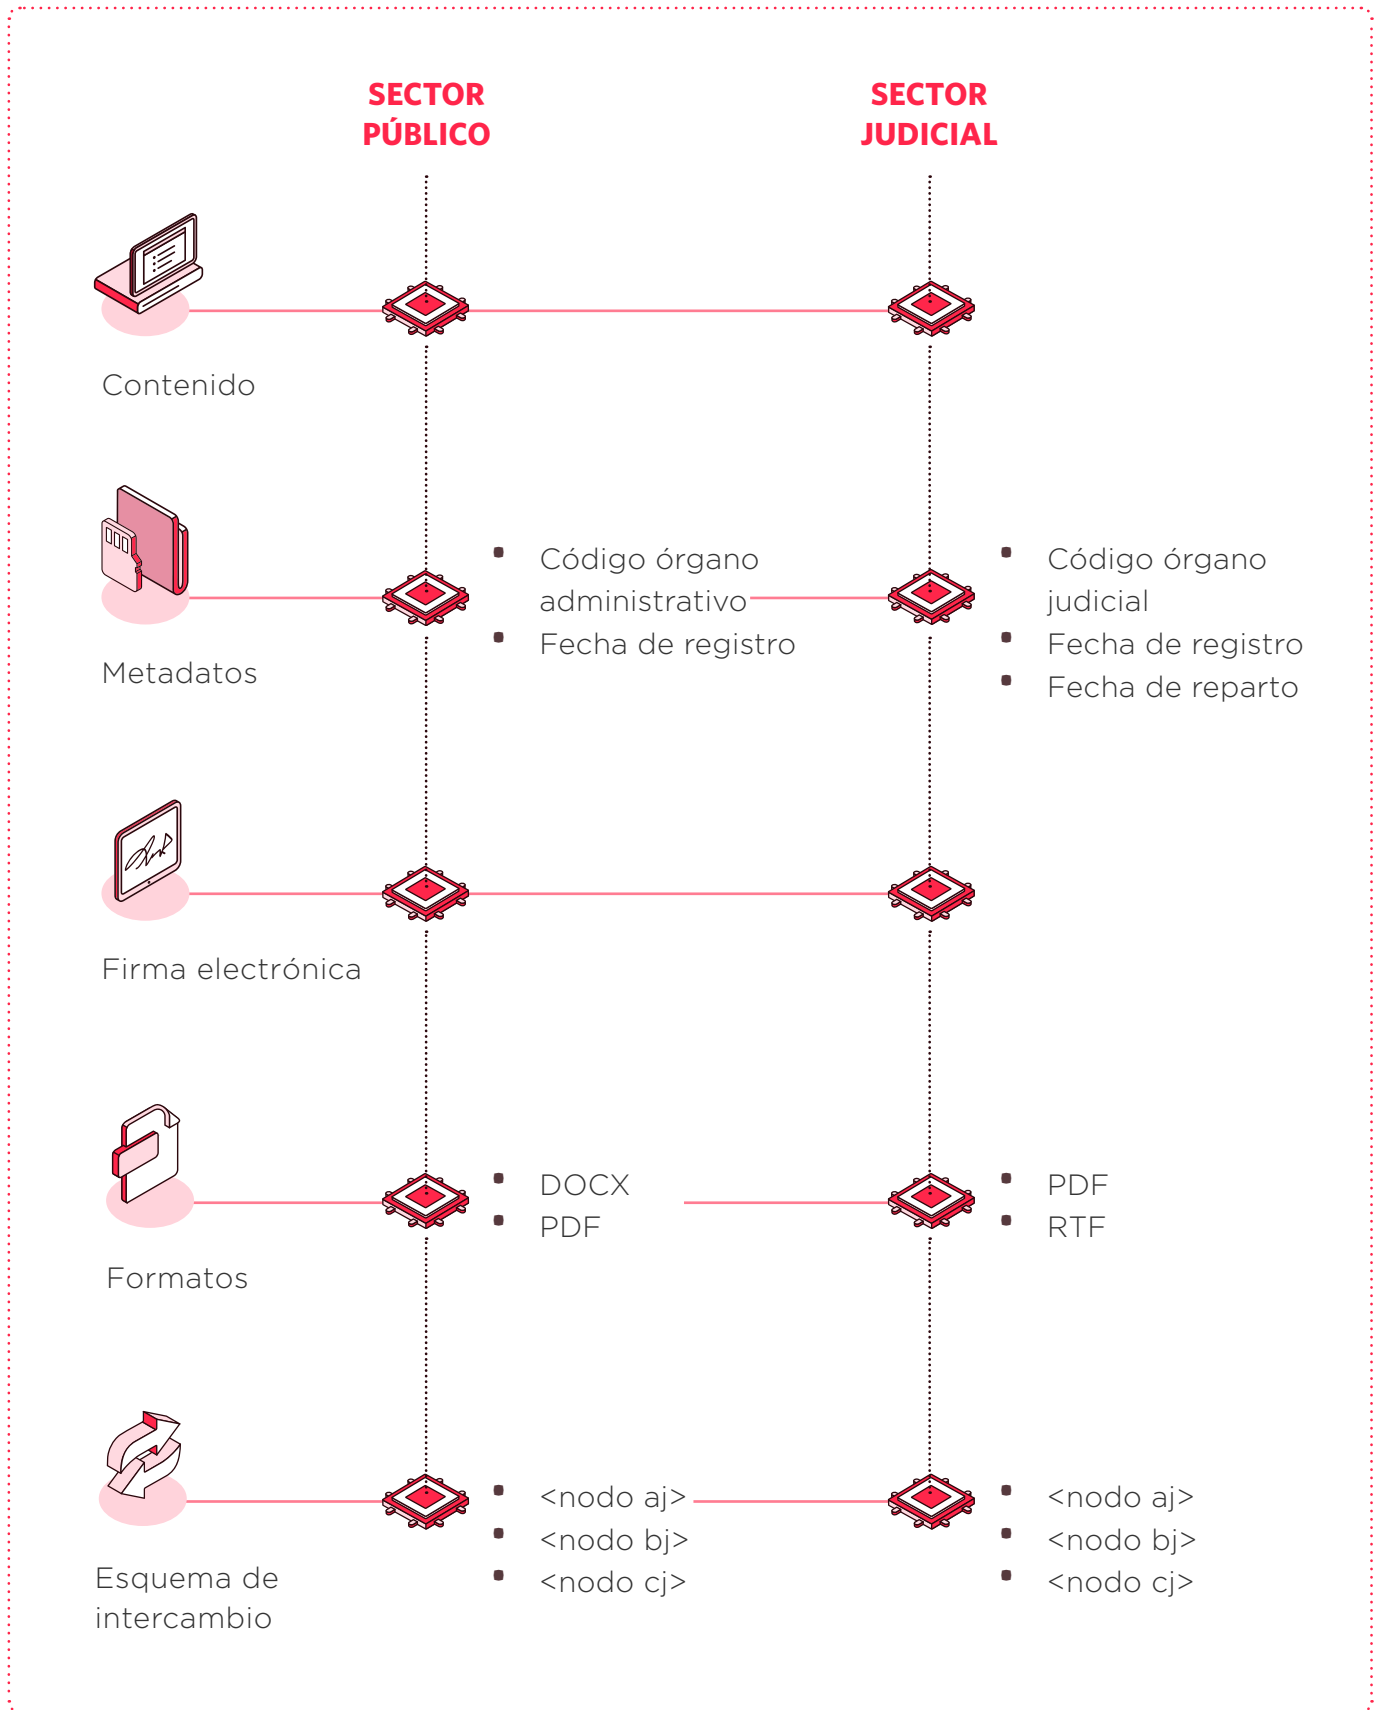 SECTOR
PÚBLICO
SECTOR
JUDICIAL
Contenido
Metadatos
▪ Código órgano
administrativo
▪ Fecha de registro
▪ Código órgano
judicial
▪ Fecha de registro
▪ Fecha de reparto
Firma electrónica
Formatos
▪ DOCX
▪ PDF
▪ PDF
▪ RTF
Esquema de
intercambio
▪ <nodo aj>
▪ <nodo bj>
▪ <nodo cj>
▪ <nodo aj>
▪ <nodo bj>
▪ <nodo cj>